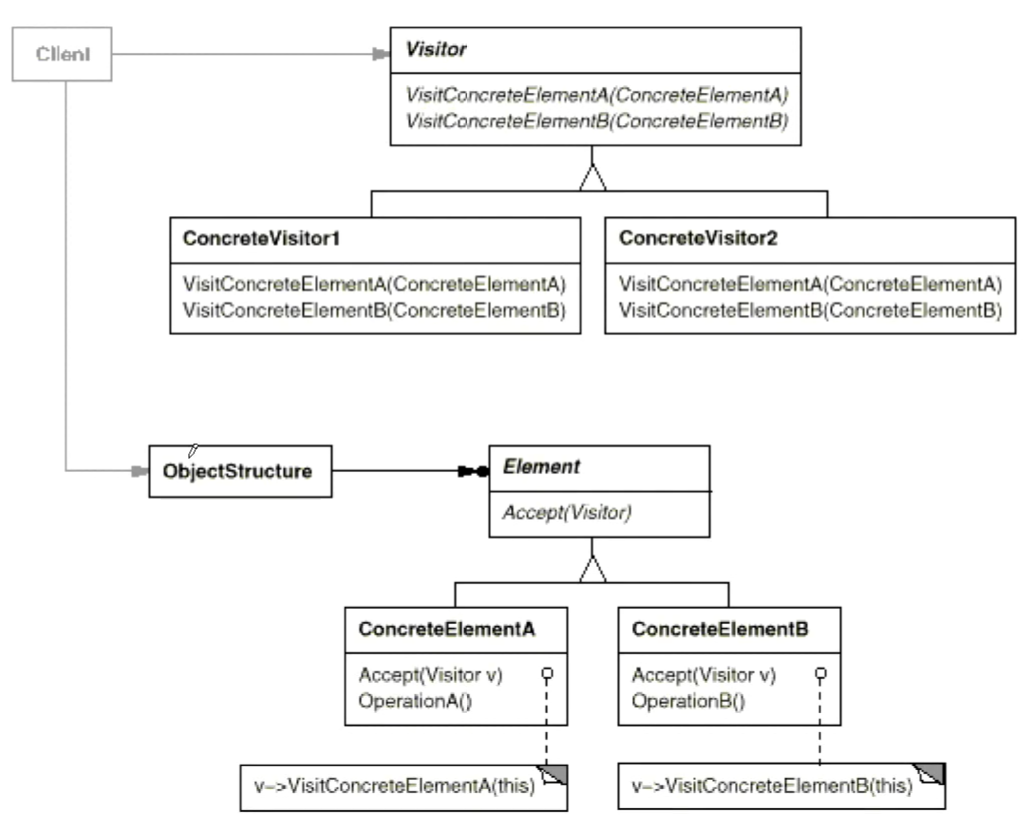 Client
Visitor
VisitConcreteElementA(ConcreteElementA)
VisitConcreteElementB(ConcreteElementB)
ConcreteVisitor1
VisitConcreteElementA(ConcreteElementA)
VisitConcreteElementB(ConcreteElementB)
ConcreteVisitor2
VisitConcreteElementA(ConcreteElementA)
VisitConcreteElementB(ConcreteElementB)
ObjectStructure
Element
Accept(Visitor)
ConcreteElementA
Accept(Visitor v)
OperationA()
ConcreteElementB
Accept(Visitor v)
OperationB()
v->VisitConcreteElementA(this)
v->VisitConcreteElementB(this)